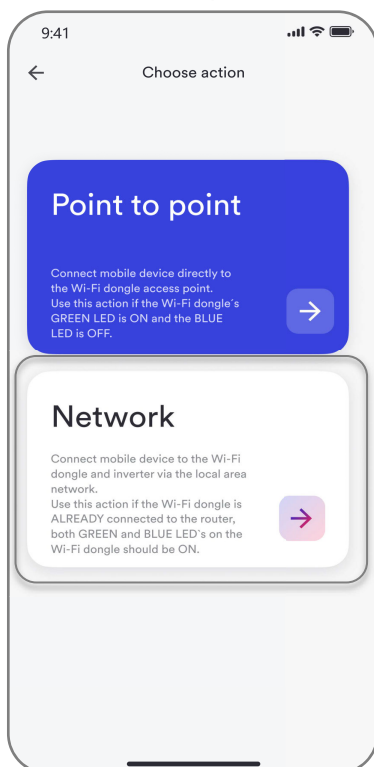 9:41
Choose action
Point to point
Connect mobile device directly to
the Wi-Fi dongle access point.
Use this action if the Wi-Fi dongle´s
GREEN LED is ON and the BLUE
LED is OFF.
Network
Connect mobile device to the Wi-Fi
dongle and inverter via the local area
network.
Use this action if the Wi-Fi dongle is
ALREADY connected to the router,
both GREEN and BLUE LED`s on the
Wi-Fi dongle should be ON.